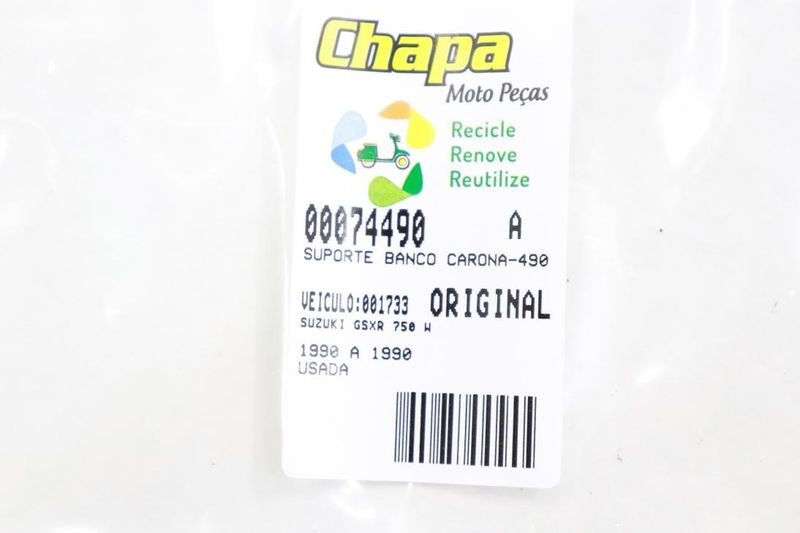 Chapa
Moto Peças
Recicle
Renove
Reutilize
00074490 A
SUPORTE BANCO CARONA-490
VEICULO:001733 ORIGINAL
SUZUKI GSXR 750 W
1990 A 1990
USADA